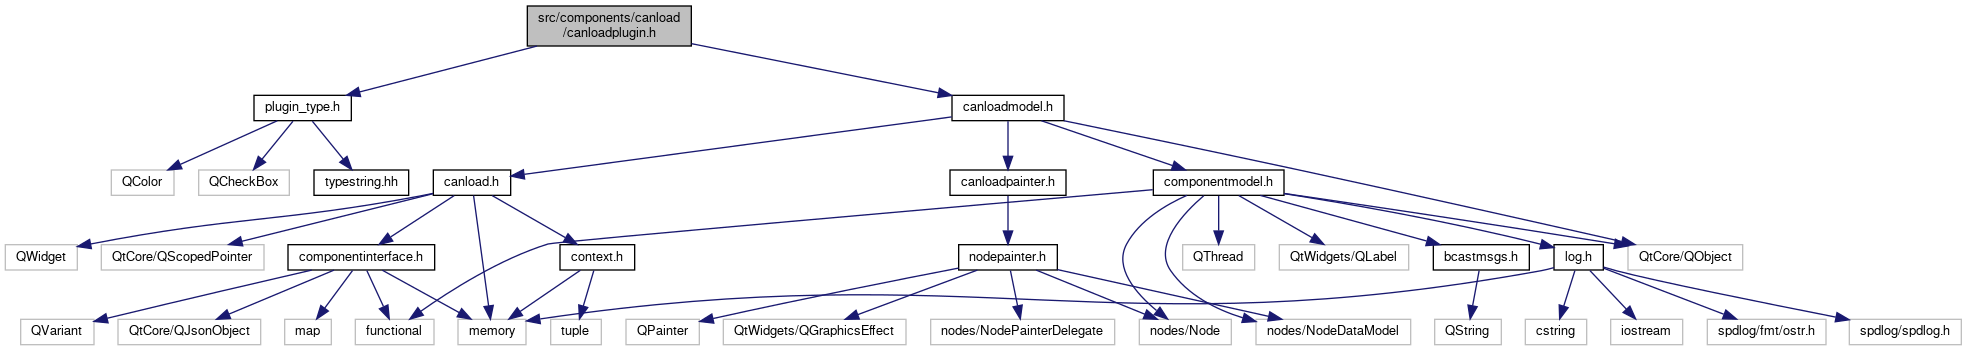 src/components/canload
/canloadplugin.h
plugin_type.h
canloadmodel.h
QColor
QCheckBox
typestring.hh
canload.h
canloadpainter.h
componentmodel.h
QWidget
QtCore/QScopedPointer
componentinterface.h
context.h
nodepainter.h
QThread
QtWidgets/QLabel
bcastmsgs.h
log.h
QtCore/QObject
QVariant
QtCore/QJsonObject
map
functional
memory
tuple
QPainter
QtWidgets/QGraphicsEffect
nodes/NodePainterDelegate
nodes/Node
nodes/NodeDataModel
QString
cstring
iostream
spdlog/fmt/ostr.h
spdlog/spdlog.h